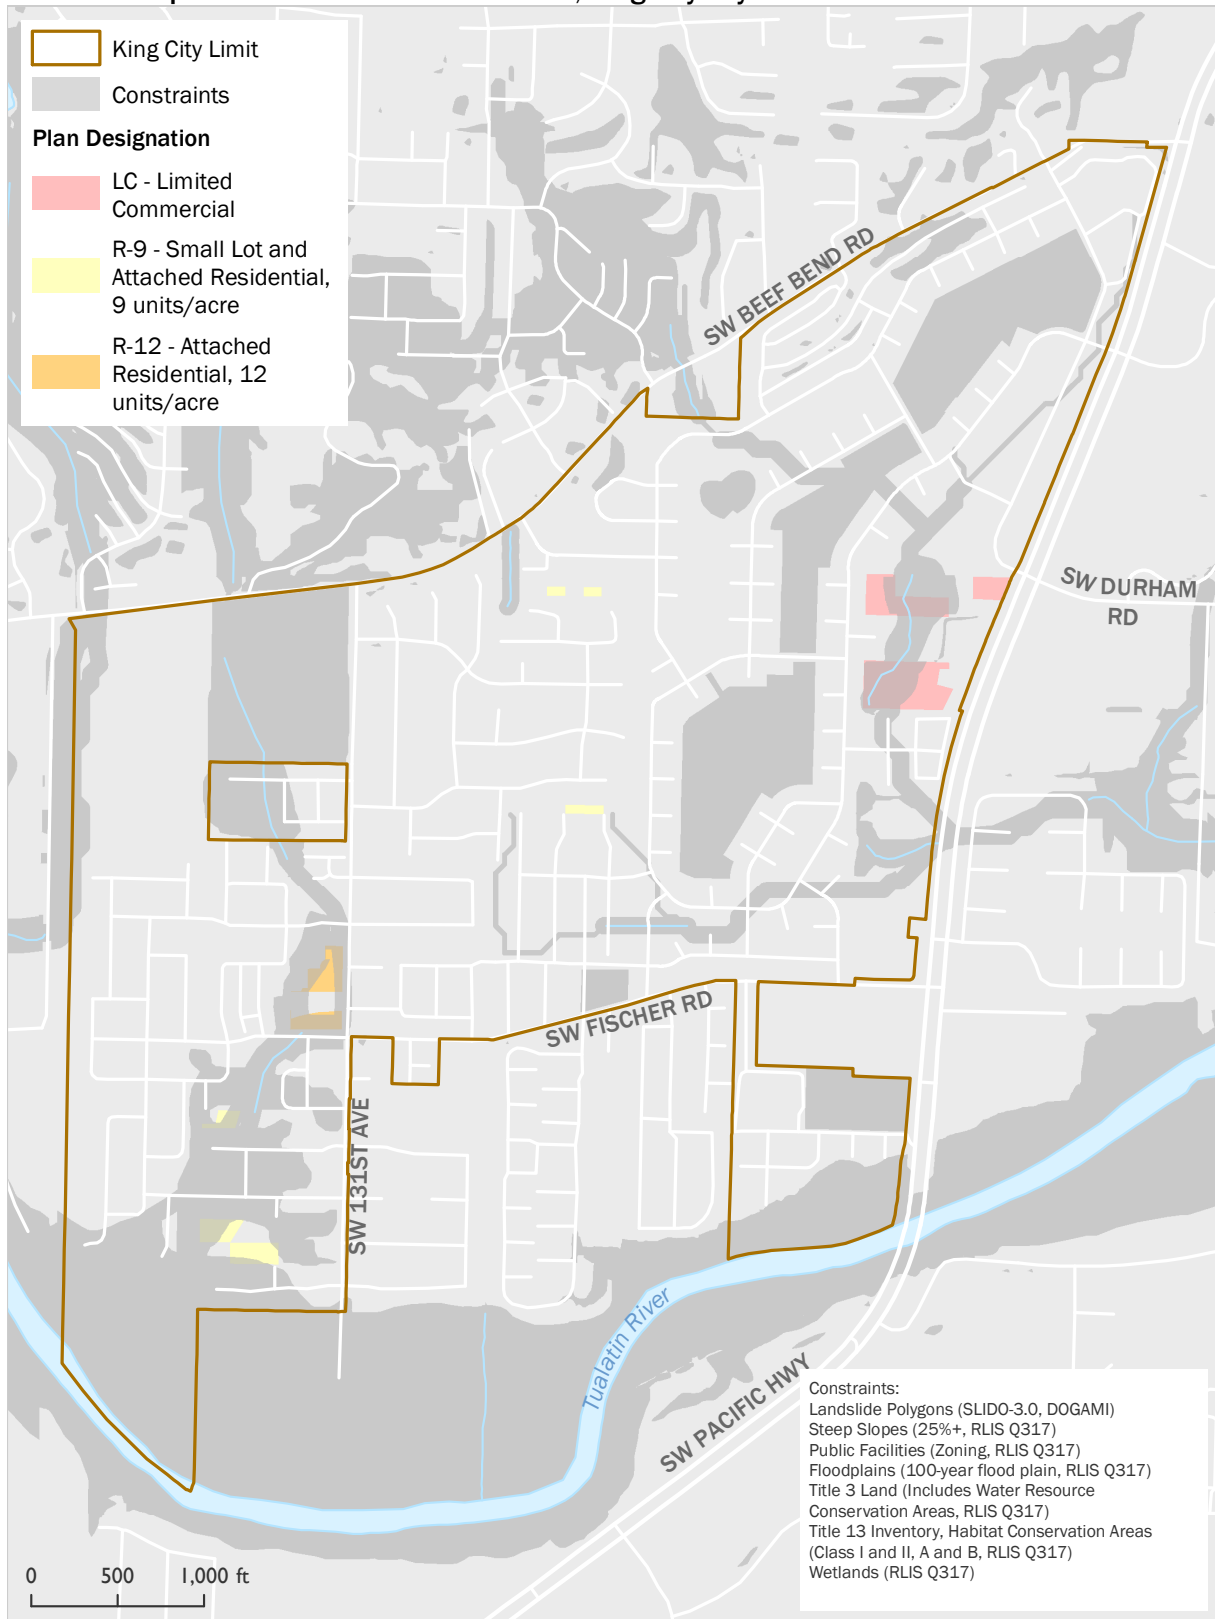 King City Limit
Constraints
Plan Designation
LC - Limited
Commercial
R-9 - Small Lot and
Attached Residential,
9 units/acre
R-12 - Attached
Residential, 12
units/acre
SW BEEF BEND RD
SW DURHAM
RD
SW FISCHER RD
SW 131ST AVE
Tualatin River
SW PACIFIC HWY
Constraints:
Landslide Polygons (SLIDO-3.0, DOGAMI)
Steep Slopes (25%+, RLIS Q317)
Public Facilities (Zoning, RLIS Q317)
Floodplains (100-year flood plain, RLIS Q317)
Title 3 Land (Includes Water Resource
Conservation Areas, RLIS Q317)
Title 13 Inventory, Habitat Conservation Areas
(Class I and II, A and B, RLIS Q317)
Wetlands (RLIS Q317)
0 500 1,000 ft